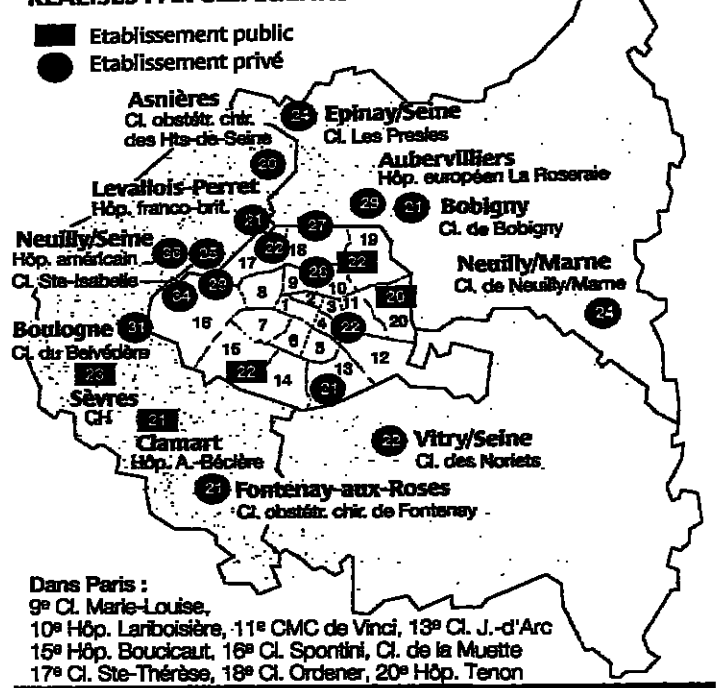 Etablissement public
Etablissement privé
Asnières
Cl. obstétr. chir.
des Hts-de-Seine
24
Epinay/Seine
Cl. Les Presles
Aubervilliers
Hôp. européen La Roseraie
Levallois-Perret
Hôp. franco-brit.
21
Bobigny
Cl. de Bobigny
Neuilly/Seine
Hôp. américain
Cl. Ste-Isabelle
21
27
22
18
19
22
17
Neuilly/Marne
Cl. de Neuilly/Marne
24
36
25
34
9
10
8
1
2
3
11
20
20
Boulogne
31
Cl. du Belvédère
16
7
4
22
6
5
12
15
22
14
13
21
23
Sèvres
CH
21
Clamart
Hôp. A.-Béclère
22
Vitry/Seine
Cl. des Noriets
21
Fontenay-aux-Roses
Cl. obstétr. chir. de Fontenay
Dans Paris :
9e Cl. Marie-Louise,
10e Hôp. Lariboisière, 11e CMC de Vinci, 13e Cl. J.-d'Arc
15e Hôp. Boucicaut, 16e Cl. Spontini, Cl. de la Muette
17e Cl. Ste-Thérèse, 18e Cl. Ordener, 20e Hôp. Tenon